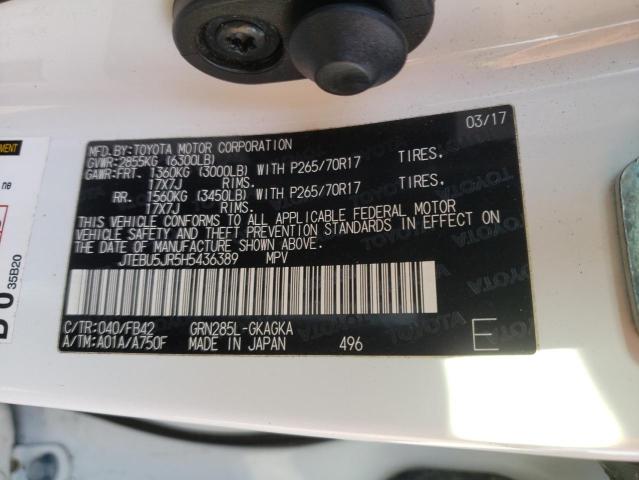 03/17
MFD.BY:TOYOTA MOTOR CORPORATION
GVWR:2855KG (6300LB)
GAWR:FRT. 1360KG (3000LB) WITH P265/70R17 TIRES.
17X7J RIMS.
RR. 1560KG (3450LB) WITH P265/70R17 TIRES.
17X7J RIMS.
THIS VEHICLE CONFORMS TO ALL APPLICABLE FEDERAL MOTOR
VEHICLE SAFETY AND THEFT PREVENTION STANDARDS IN EFFECT ON
THE DATE OF MANUFACTURE SHOWN ABOVE.
JTEBU5JR5H5436389 MPV
C/TR:040/FB42 GRN285L-GKAGKA
A/TM:A01A/A750F MADE IN JAPAN 496 E
ne
35B20